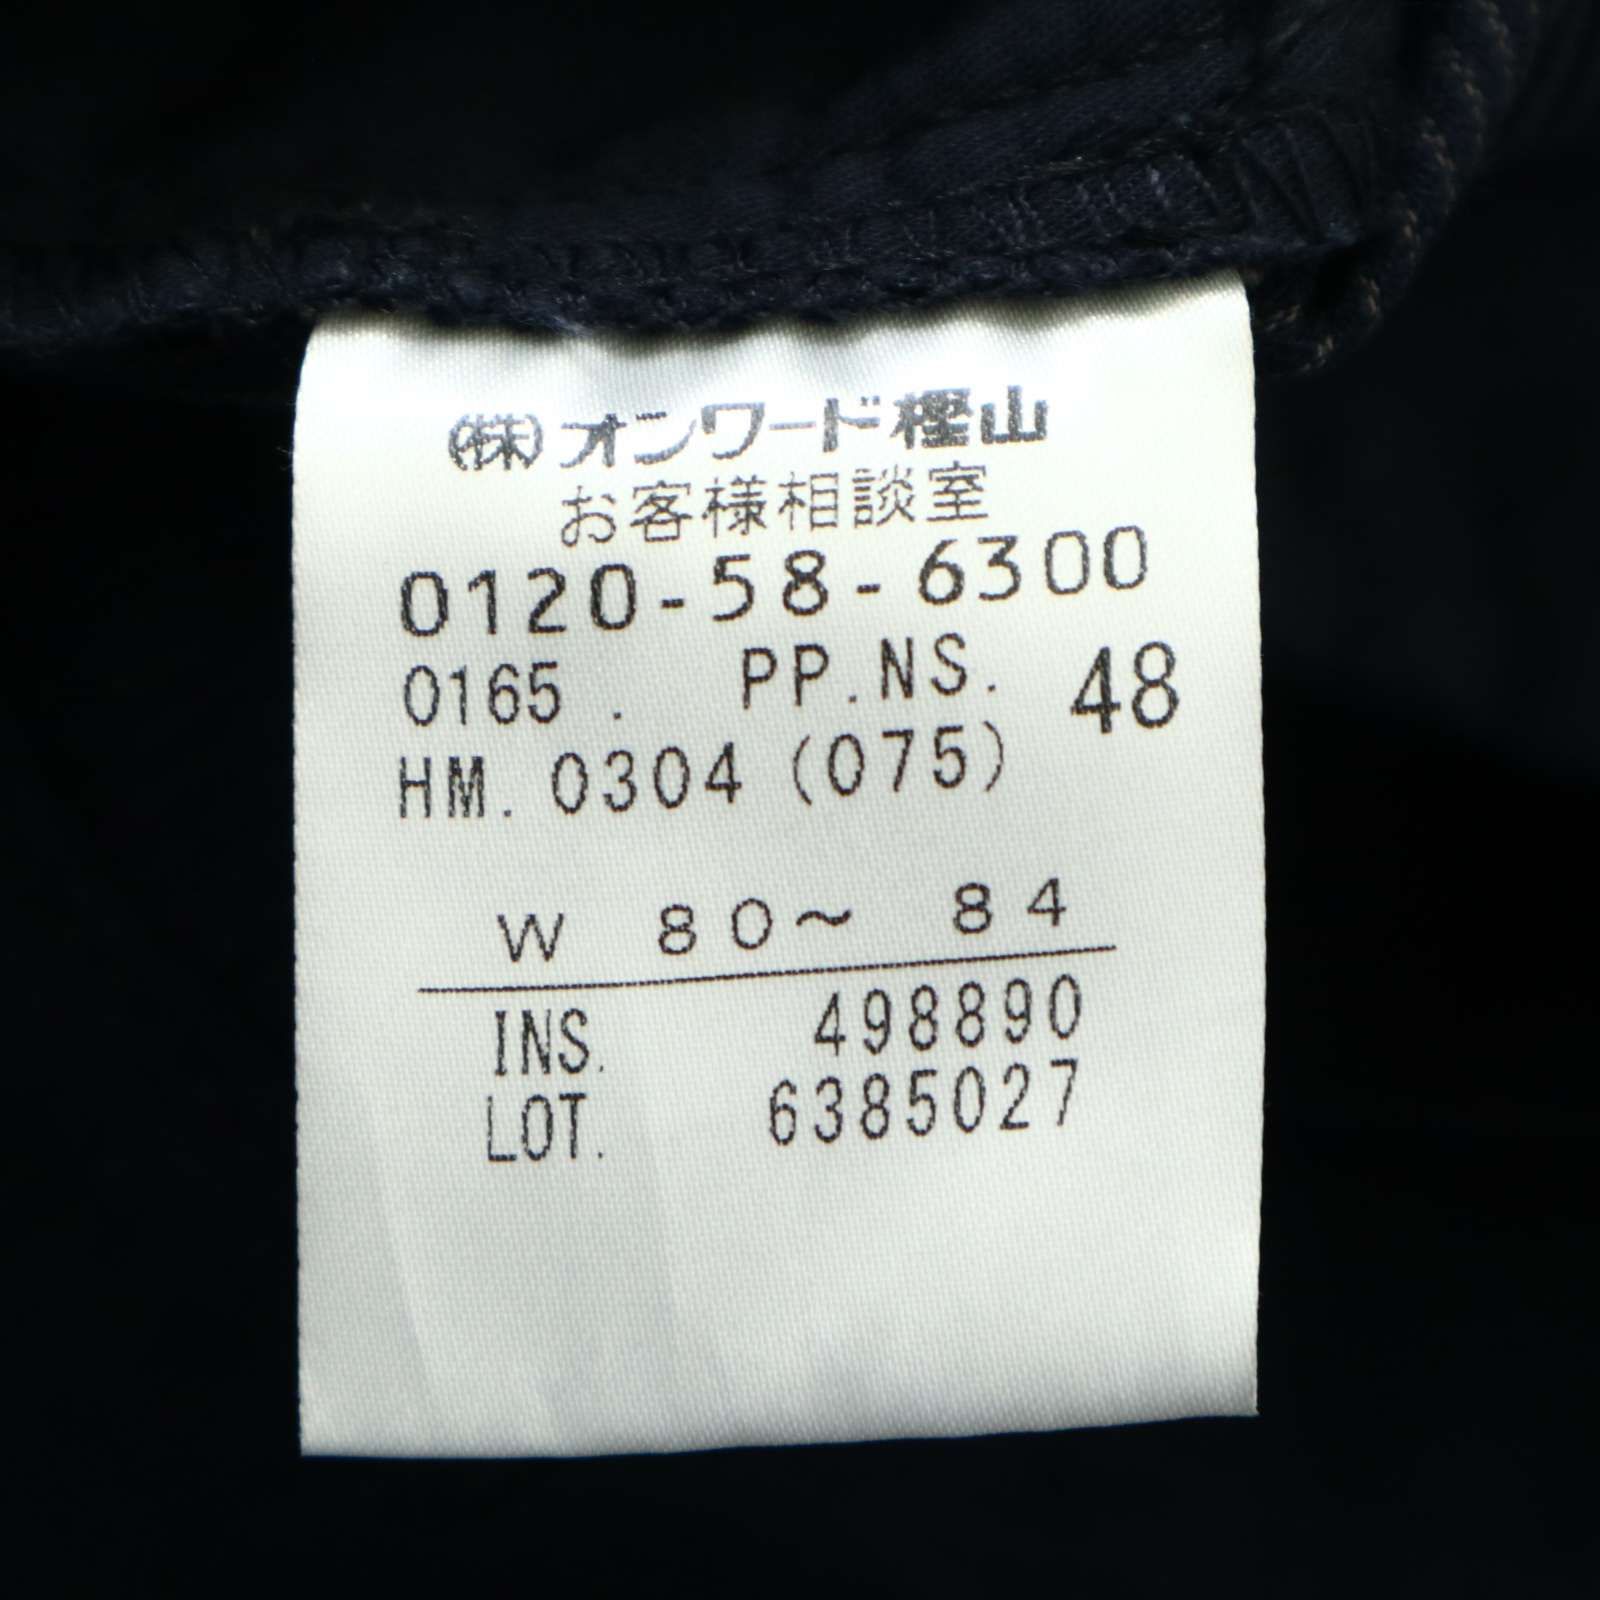 (株)オンワード樫山
お客様相談室
0120-58-6300
0165 . PP.NS. 48
HM. 0304 (075)
W 80～ 84
INS. 498890
LOT. 6385027